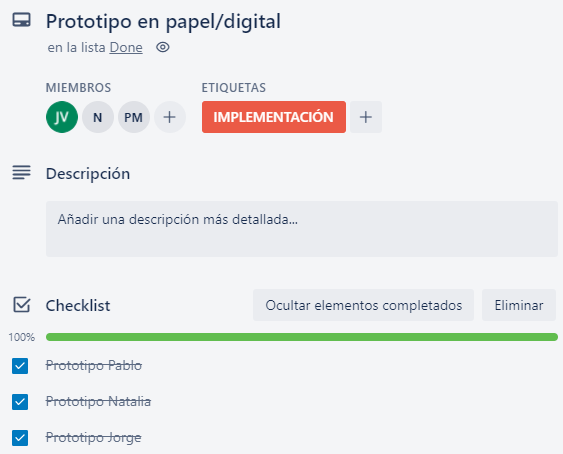 Prototipo en papel/digital
en la lista Done
MIEMBROS
ETIQUETAS
JV N PM
IMPLEMENTACIÓN
Descripción
Añadir una descripción más detallada...
Checklist
Ocultar elementos completados
Eliminar
100%
Prototipo Pablo
Prototipo Natalia
Prototipo Jorge